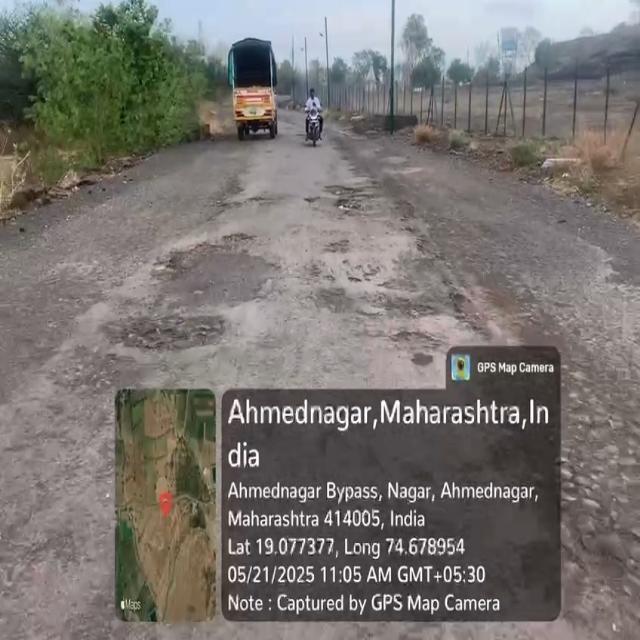 GPS Map Camera
Ahmednagar,Maharashtra,In
dia
Ahmednagar Bypass, Nagar, Ahmednagar,
Maharashtra 414005, India
Lat 19.077377, Long 74.678954
05/21/2025 11:05 AM GMT+05:30
Note : Captured by GPS Map Camera
Maps